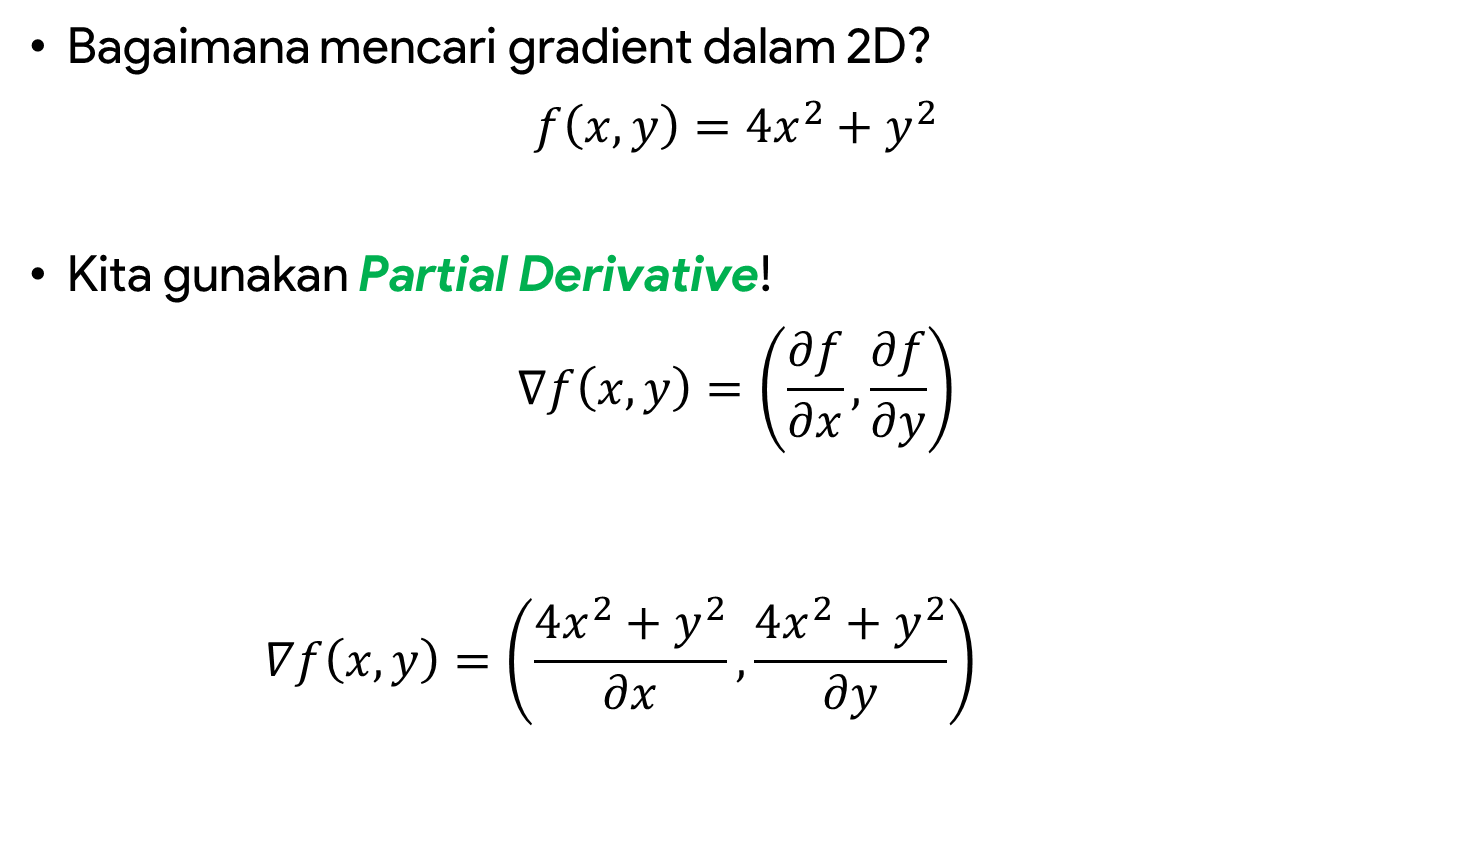 • Bagaimana mencari gradient dalam 2D?
f(x, y) = 4x² + y²
• Kita gunakan Partial Derivative!
∇f(x, y) = (∂f/∂x, ∂f/∂y)
∇f(x, y) = ((4x² + y²)/∂x, (4x² + y²)/∂y)